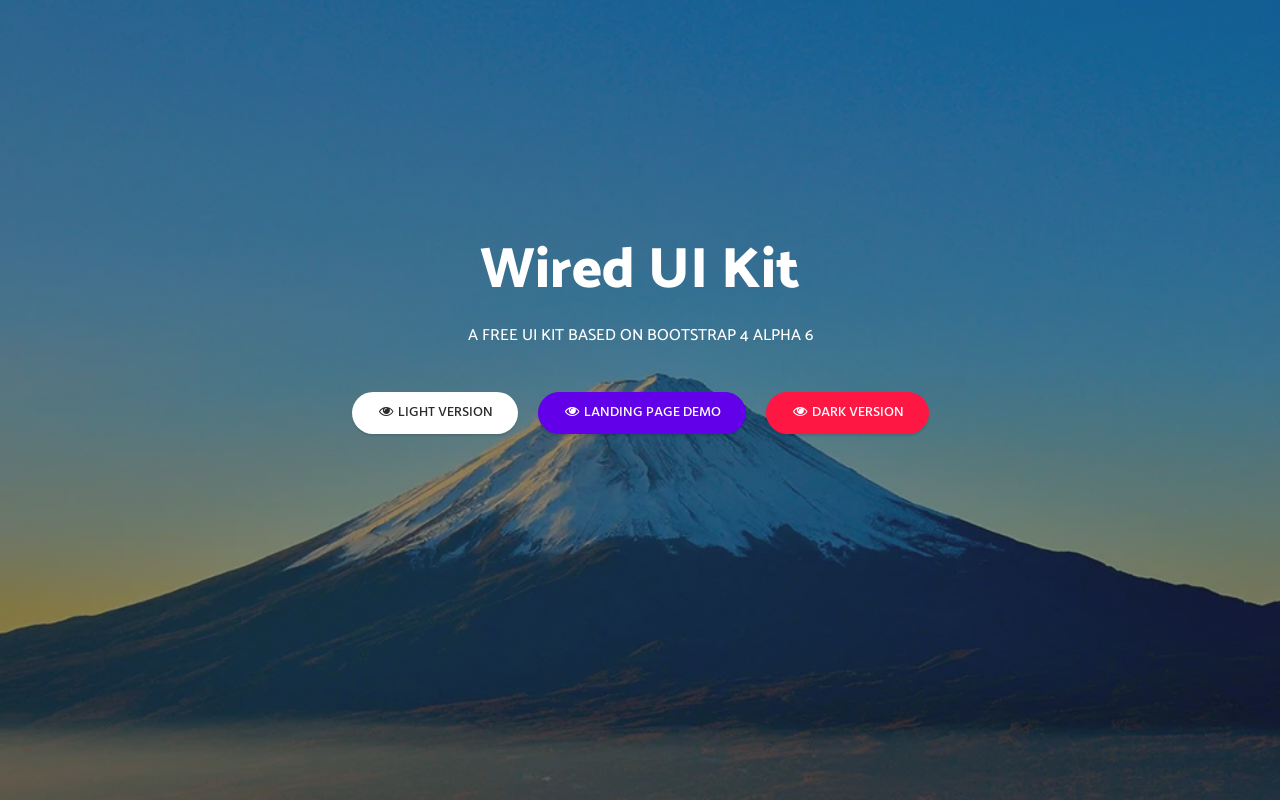 Wired UI Kit
A FREE UI KIT BASED ON BOOTSTRAP 4 ALPHA 6
LIGHT VERSION
LANDING PAGE DEMO
DARK VERSION